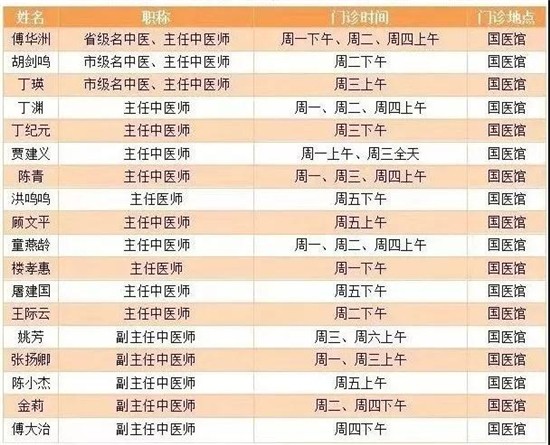 姓名 职称 门诊时间 门诊地点
傅华洲 省级名中医、主任中医师 周一下午、周二、周四上午 国医馆
胡剑鸣 市级名中医、主任中医师 周二下午 国医馆
丁瑛 市级名中医、主任中医师 周三上午 国医馆
丁渊 主任中医师 周一、周二、周四上午 国医馆
丁纪元 主任中医师 周三下午 国医馆
贾建义 主任中医师 周一上午、周三全天 国医馆
陈青 主任中医师 周一、周三、周四上午 国医馆
洪鸣鸣 主任医师 周五下午 国医馆
顾文平 主任中医师 周五上午 国医馆
童燕龄 主任中医师 周一、周二、周四上午 国医馆
楼孝惠 主任医师 周一下午 国医馆
屠建国 主任中医师 周五下午 国医馆
王际云 主任中医师 周二下午 国医馆
姚芳 副主任中医师 周三、周六上午 国医馆
张扬卿 副主任中医师 周一、周三上午 国医馆
陈小杰 副主任中医师 周五上午 国医馆
金莉 副主任中医师 周二、周四下午 国医馆
傅大治 副主任中医师 周四下午 国医馆